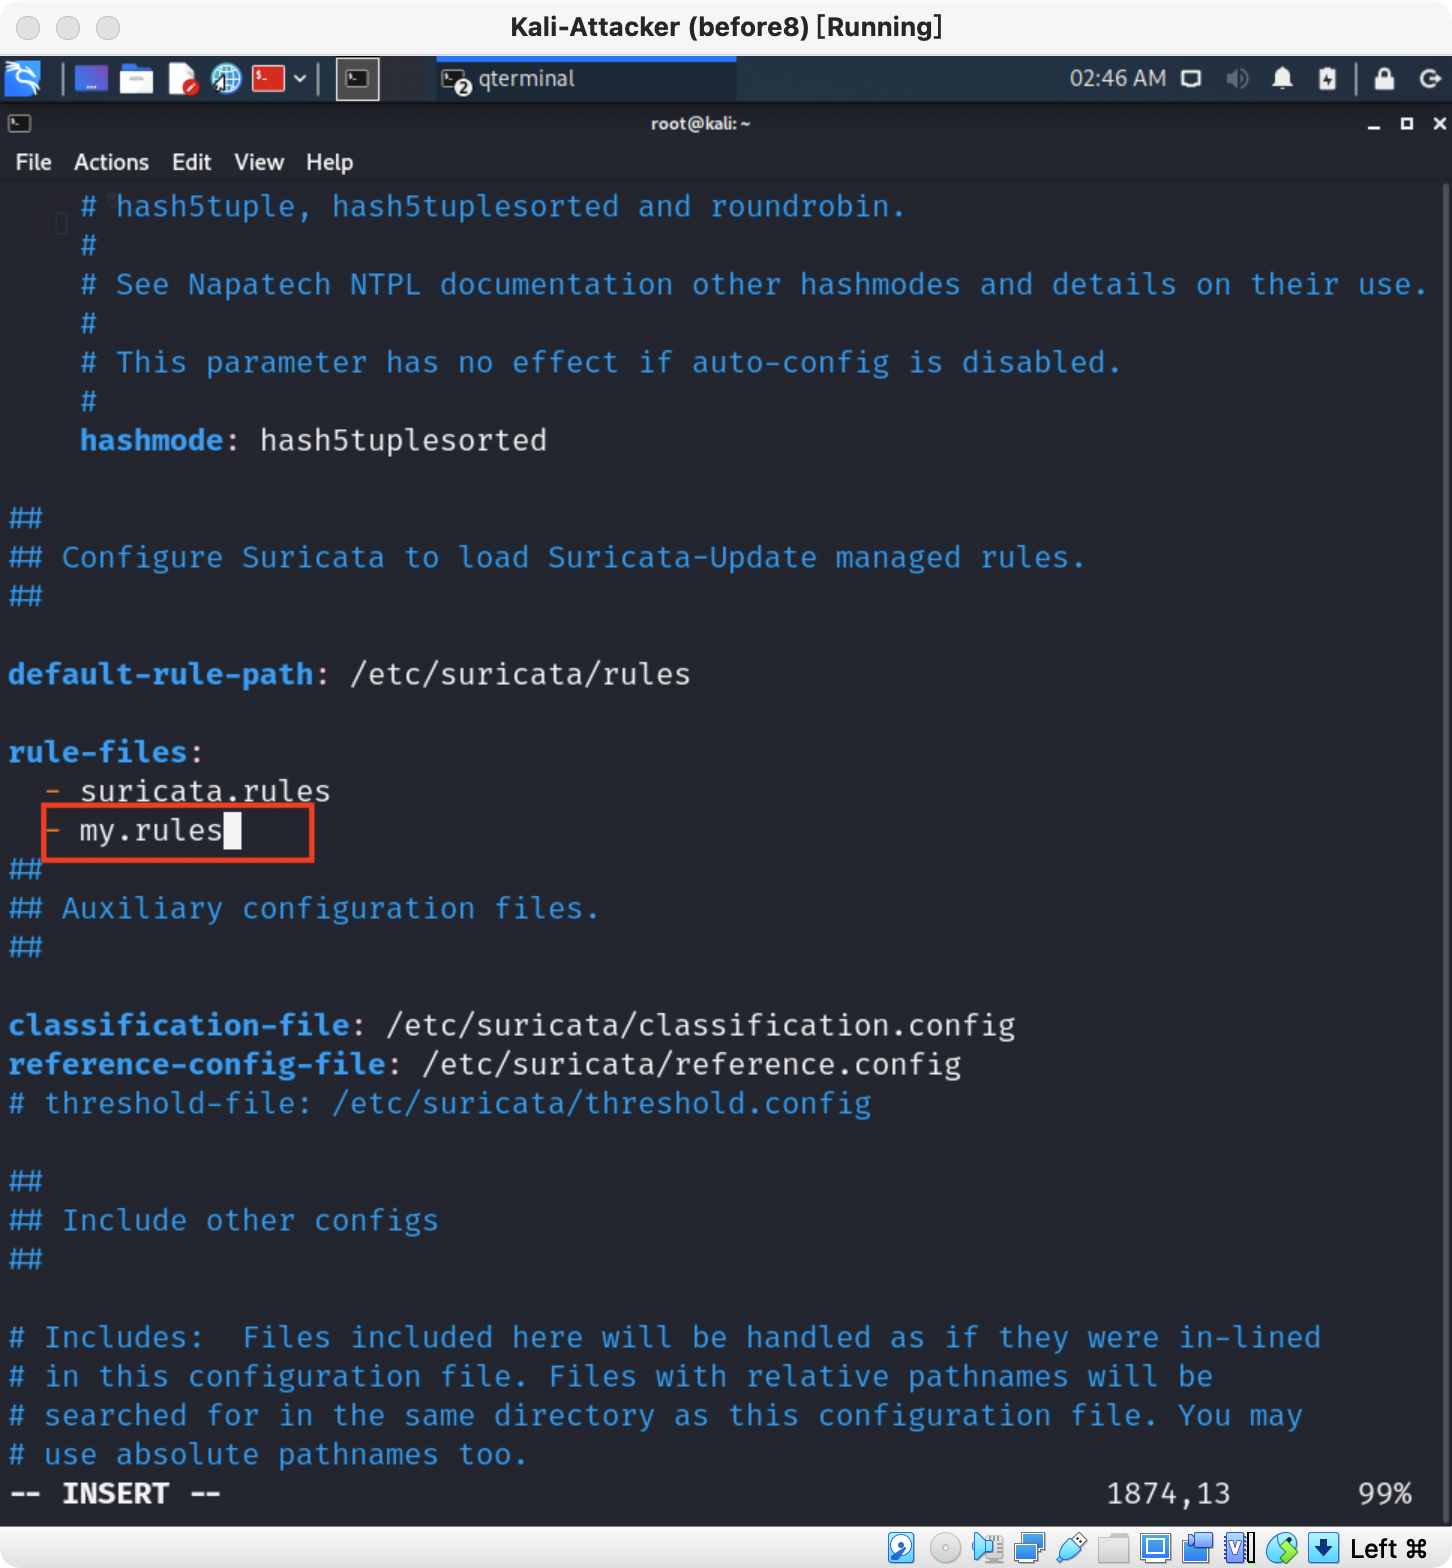 Kali-Attacker (before8) [Running]
2 qterminal
02:46 AM
root@kali: ~
File Actions Edit View Help
# hash5tuple, hash5tuplesorted and roundrobin.
#
# See Napatech NTPL documentation other hashmodes and details on their use.
#
# This parameter has no effect if auto-config is disabled.
#
hashmode: hash5tuplesorted
##
## Configure Suricata to load Suricata-Update managed rules.
##
default-rule-path: /etc/suricata/rules
rule-files:
- suricata.rules
- my.rules
##
## Auxiliary configuration files.
##
classification-file: /etc/suricata/classification.config
reference-config-file: /etc/suricata/reference.config
# threshold-file: /etc/suricata/threshold.config
##
## Include other configs
##
# Includes:  Files included here will be handled as if they were in-lined
# in this configuration file. Files with relative pathnames will be
# searched for in the same directory as this configuration file. You may
# use absolute pathnames too.
-- INSERT -- 1874,13 99%
Left ⌘